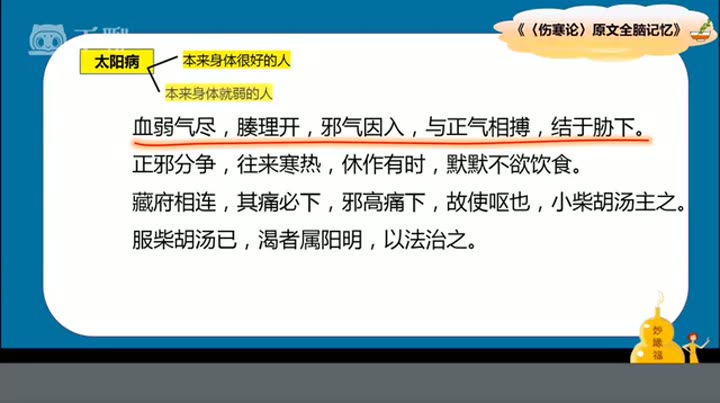 千聊
《〈伤寒论〉原文全脑记忆》
太阳病
本来身体很好的人
本来身体就弱的人
血弱气尽，腠理开，邪气因入，与正气相搏，结于胁下。
正邪分争，往来寒热，休作有时，默默不欲饮食。
藏府相连，其痛必下，邪高痛下，故使呕也，小柴胡汤主之。
服柴胡汤已，渴者属阳明，以法治之。
妙缘福